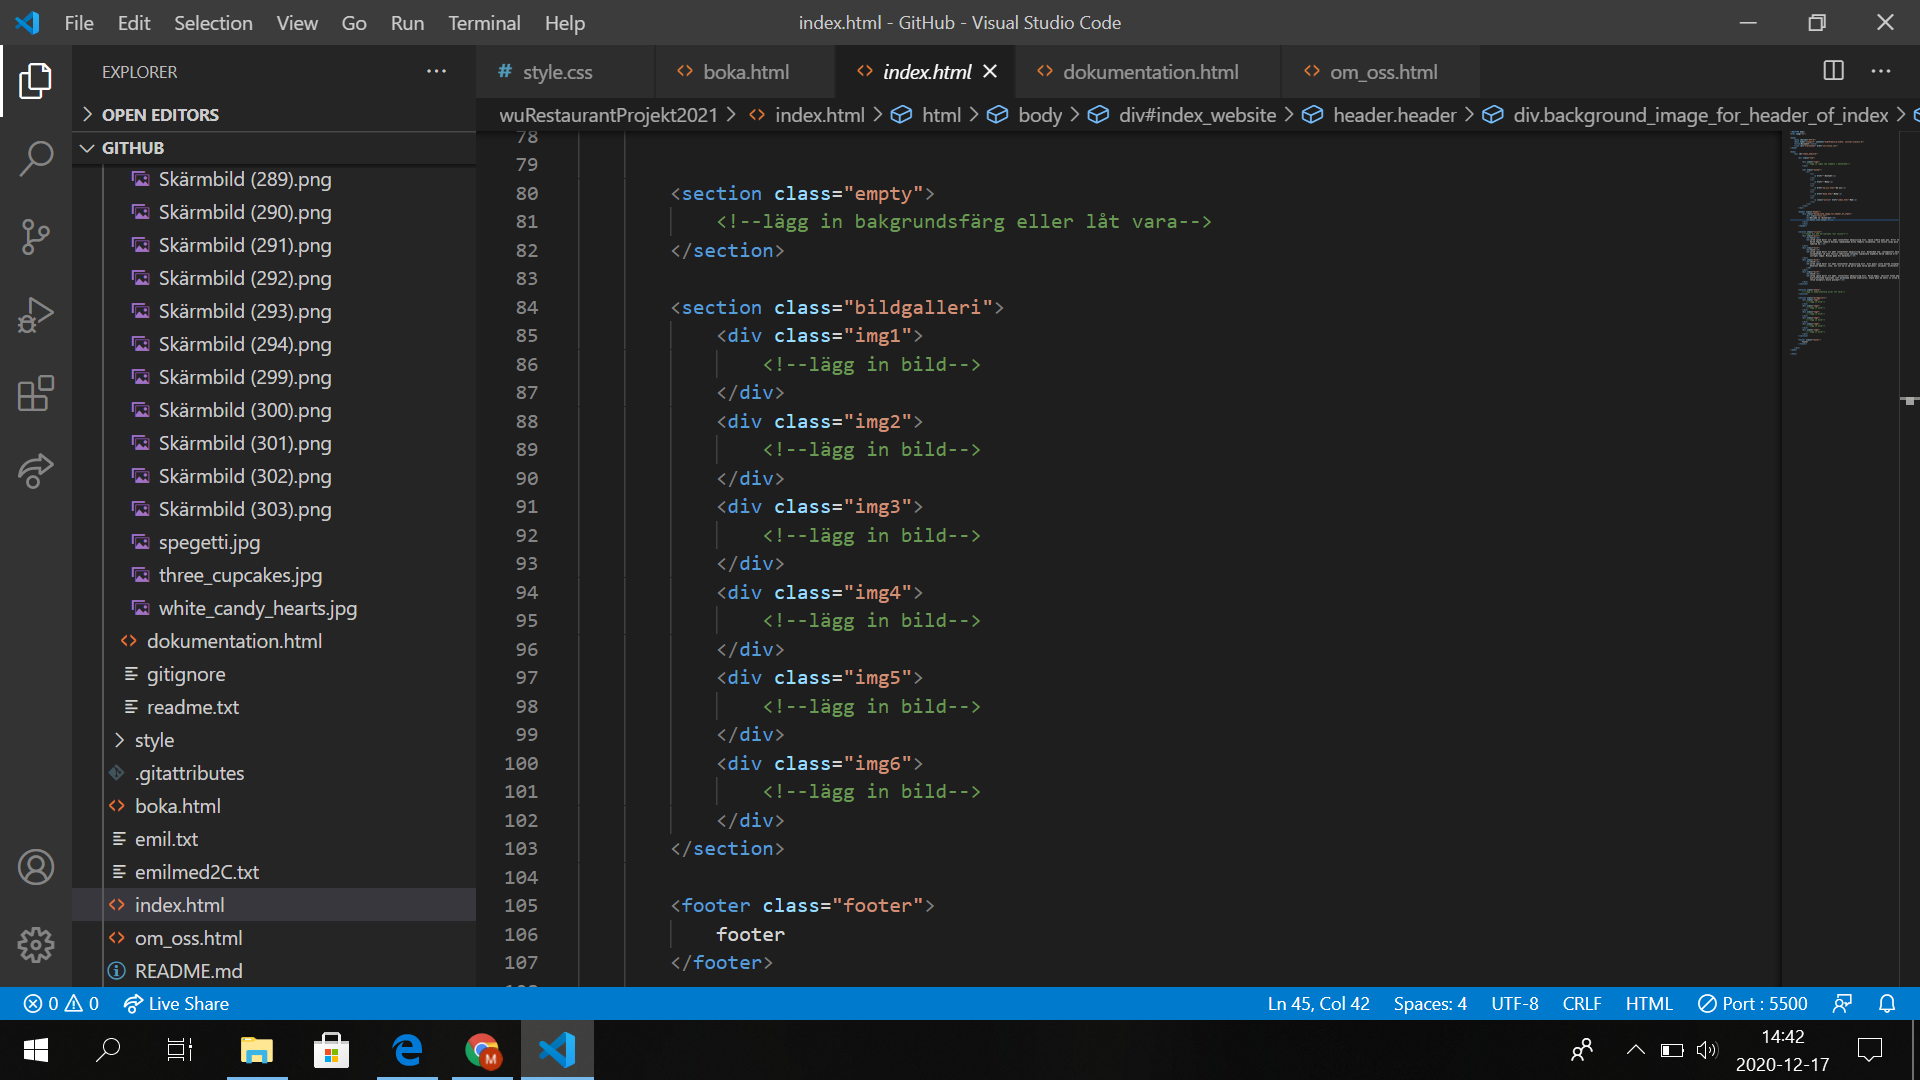 File Edit Selection View Go Run Terminal Help
index.html - GitHub - Visual Studio Code
EXPLORER
OPEN EDITORS
GITHUB
Skärmbild (289).png
Skärmbild (290).png
Skärmbild (291).png
Skärmbild (292).png
Skärmbild (293).png
Skärmbild (294).png
Skärmbild (299).png
Skärmbild (300).png
Skärmbild (301).png
Skärmbild (302).png
Skärmbild (303).png
spegetti.jpg
three_cupcakes.jpg
white_candy_hearts.jpg
dokumentation.html
gitignore
readme.txt
style
.gitattributes
boka.html
emil.txt
emilmed2C.txt
index.html
om_oss.html
README.md
# style.css <> boka.html <> index.html <> dokumentation.html <> om_oss.html
wuRestaurantProjekt2021 > <> index.html > html > body > div#index_website > header.header > div.background_image_for_header_of_index >
78
79
80 <section class="empty">
81 <!--lägg in bakgrundsfärg eller låt vara-->
82 </section>
83
84 <section class="bildgalleri">
85 <div class="img1">
86 <!--lägg in bild-->
87 </div>
88 <div class="img2">
89 <!--lägg in bild-->
90 </div>
91 <div class="img3">
92 <!--lägg in bild-->
93 </div>
94 <div class="img4">
95 <!--lägg in bild-->
96 </div>
97 <div class="img5">
98 <!--lägg in bild-->
99 </div>
100 <div class="img6">
101 <!--lägg in bild-->
102 </div>
103 </section>
104
105 <footer class="footer">
106 footer
107 </footer>
0 0 Live Share
Ln 45, Col 42 Spaces: 4 UTF-8 CRLF HTML Port : 5500
M
14:42
2020-12-17